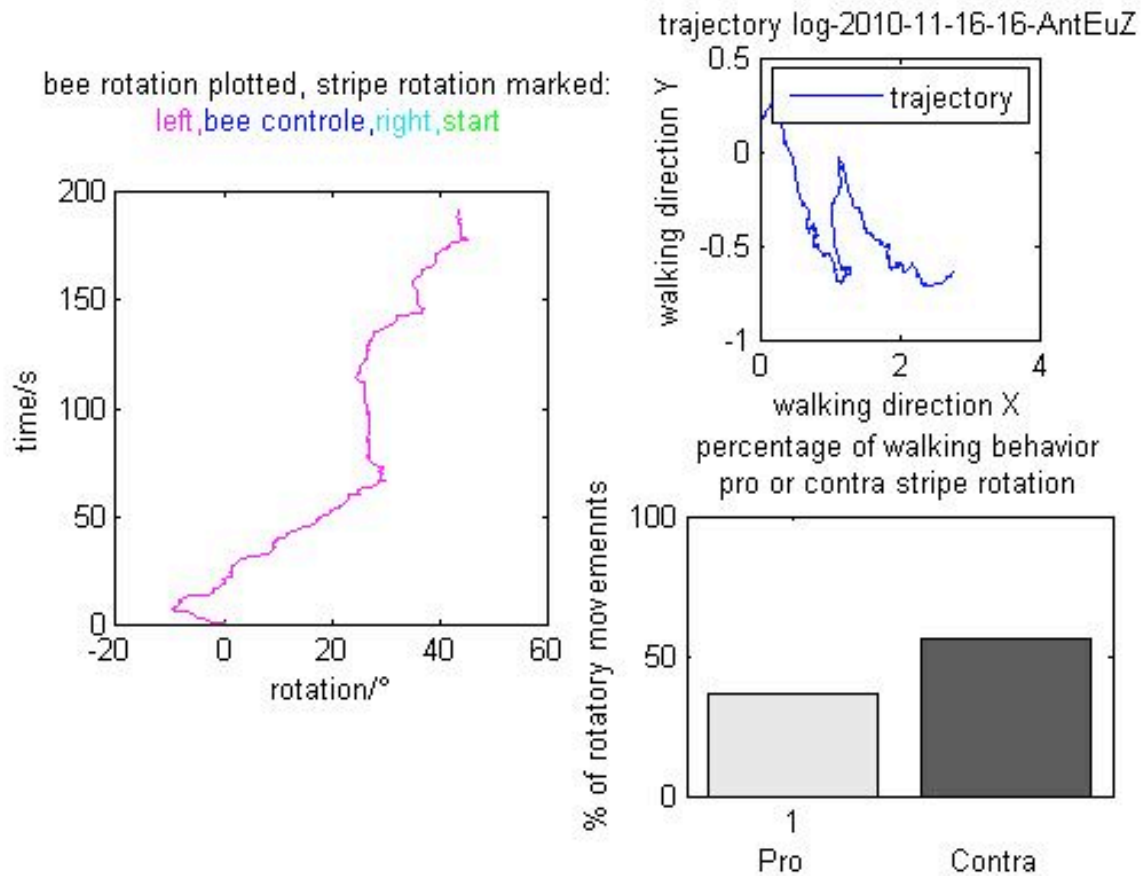 bee rotation plotted, stripe rotation marked:
left,bee controle,right,start
200
150
100
50
0
-20 0 20 40 60
time/s
rotation/°
trajectory log-2010-11-16-16-AntEuZ
0.5
0
-0.5
-1
0 2 4
trajectory
walking direction Y
walking direction X
percentage of walking behavior
pro or contra stripe rotation
100
50
0
% of rotatory movemennts
1
Pro Contra